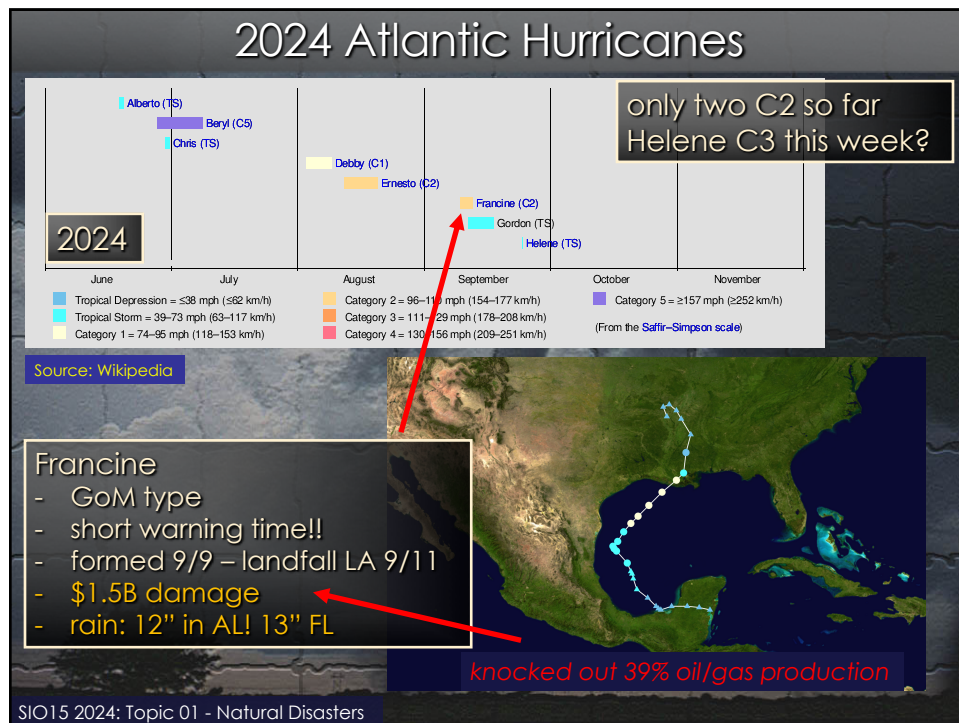 2024 Atlantic Hurricanes
only two C2 so far
Helene C3 this week?
Alberto (TS)
Beryl (C5)
Chris (TS)
Debby (C1)
Ernesto (C2)
Francine (C2)
Gordon (TS)
Helene (TS)
2024
June July August September October November
Tropical Depression = ≤38 mph (≤62 km/h)
Tropical Storm = 39–73 mph (63–117 km/h)
Category 1 = 74–95 mph (118–153 km/h)
Category 2 = 96–110 mph (154–177 km/h)
Category 3 = 111–129 mph (178–208 km/h)
Category 4 = 130–156 mph (209–251 km/h)
Category 5 = ≥157 mph (≥252 km/h)
(From the Saffir–Simpson scale)
Source: Wikipedia
Francine
- GoM type
- short warning time!!
- formed 9/9 – landfall LA 9/11
- $1.5B damage
- rain: 12” in AL! 13” FL
knocked out 39% oil/gas production
SIO15 2024: Topic 01 - Natural Disasters